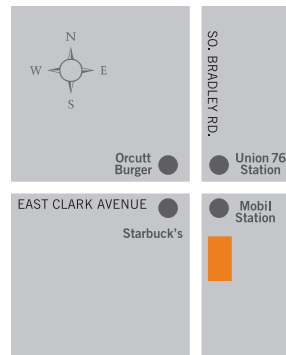 N
W E
S
SO. BRADLEY RD.
Orcutt
Burger
Union 76
Station
EAST CLARK AVENUE
Mobil
Station
Starbuck's